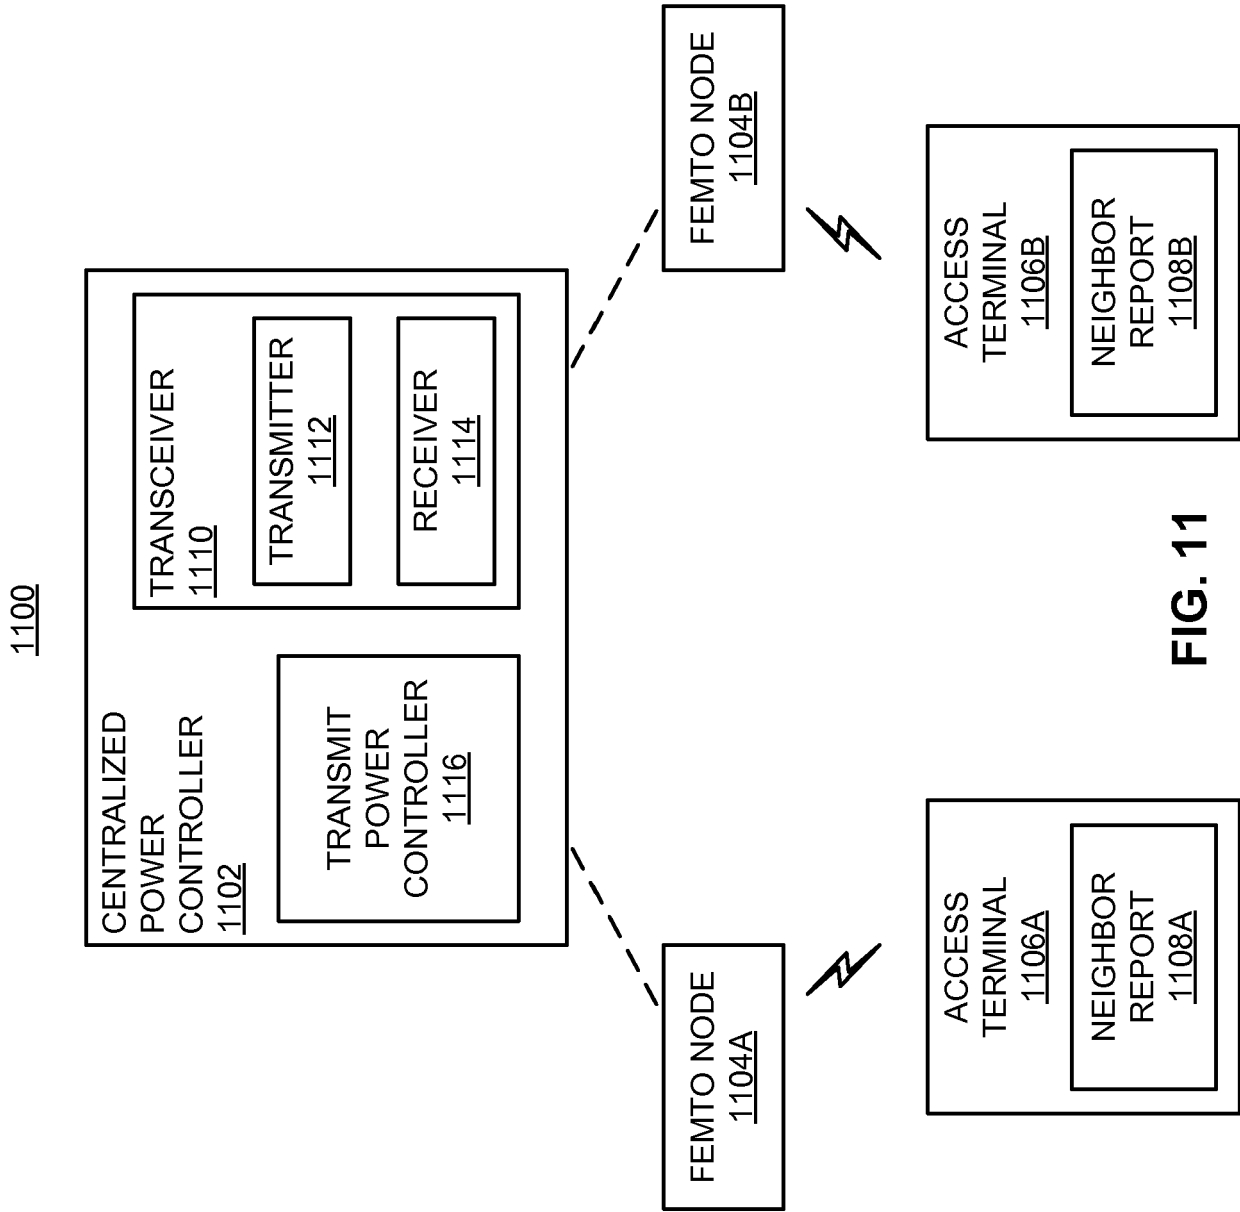 1100
CENTRALIZED
POWER
CONTROLLER
1102
TRANSMIT
POWER
CONTROLLER
1116
TRANSCEIVER
1110
TRANSMITTER
1112
RECEIVER
1114
FEMTO NODE
1104A
FEMTO NODE
1104B
ACCESS
TERMINAL
1106A
NEIGHBOR
REPORT
1108A
ACCESS
TERMINAL
1106B
NEIGHBOR
REPORT
1108B
FIG. 11